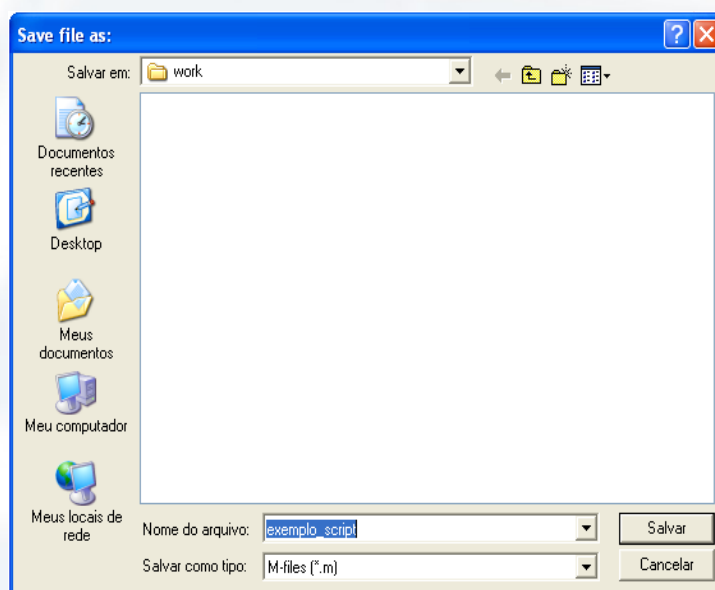 Save file as:
Salvar em: work
Documentos
recentes
Desktop
Meus
documentos
Meu computador
Meus locais de
rede
Nome do arquivo: exemplo_script Salvar
Salvar como tipo: M-files (*.m) Cancelar